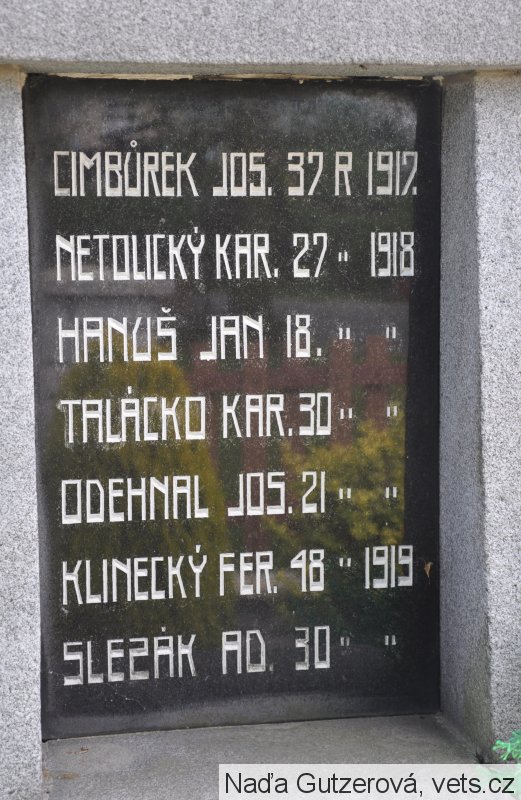 CIMBŮREK JOS. 37 R 1917.
NETOLICKÝ KAR. 27 " 1918
HANUŠ JAN 18. " "
TALÁCKO KAR. 30 " "
ODEHNAL JOS. 21 " "
KLINECKÝ FER. 48 " 1919
SLEZÁK AD. 30 " "
Naďa Gutzerová, vets.cz